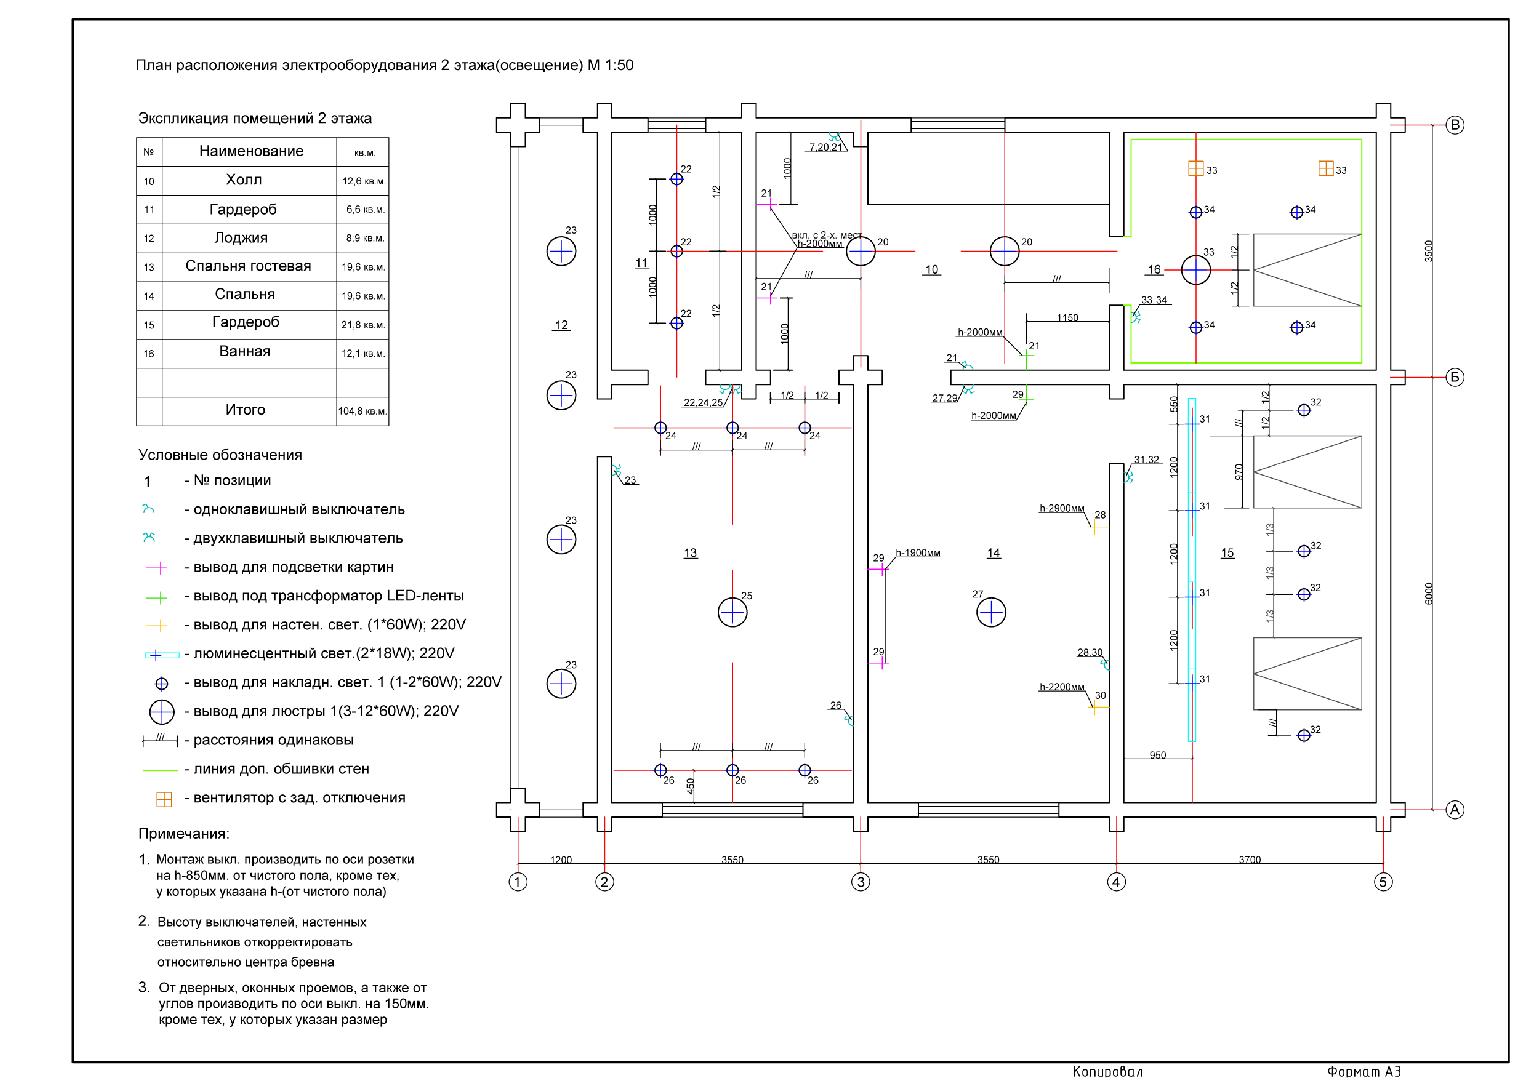 План расположения электрооборудования 2 этажа(освещение) М 1:50
Экспликация помещений 2 этажа
№ Наименование кв.м.
10 Холл 12,6 кв.м.
11 Гардероб 6,6 кв.м.
12 Лоджия 8,9 кв.м.
13 Спальня гостевая 19,6 кв.м.
14 Спальня 19,6 кв.м.
15 Гардероб 21,8 кв.м.
16 Ванная 12,1 кв.м.
Итого 104,8 кв.м.
Условные обозначения
1 - № позиции
- одноклавишный выключатель
- двухклавишный выключатель
- вывод для подсветки картин
- вывод под трансформатор LED-ленты
- вывод для настен. свет. (1*60W); 220V
- люминесцентный свет.(2*18W); 220V
- вывод для накладн. свет. 1 (1-2*60W); 220V
- вывод для люстры 1(3-12*60W); 220V
/// - расстояния одинаковы
- линия доп. обшивки стен
- вентилятор с зад. отключения
Примечания:
1. Монтаж выкл. производить по оси розетки
на h-850мм. от чистого пола, кроме тех,
у которых указана h-(от чистого пола)
2. Высоту выключателей, настенных
светильников откорректировать
относительно центра бревна
3. От дверных, оконных проемов, а также от
углов производить по оси выкл. на 150мм.
кроме тех, у которых указан размер
В
7,20,21
22
1000
1/2
33
33
21
1000
34
34
23
вкл. с 2-х. мест
h-2000мм
20
20
22
11
10
16
33
1/2
1/2
3500
///
///
1000
21
33.34
12
22
1/2
1000
1150
h-2000мм
21
34
34
23
21
Б
22,24,25
1/2
1/2
27,29
29
h-2000мм
550
1/2
1/2
///
32
24
24
24
///
///
31
23
31.32
1200
970
h-2900мм
28
31
23
13
29
h-1900мм
14
1200
15
1/3
1/3
1/3
32
32
25
27
31
6000
29
28.30
1200
31
23
h-2200мм
30
26
///
32
///
///
950
26
26
26
450
А
1200
3550
3550
3700
1
2
3
4
5
Копировал
Формат А3